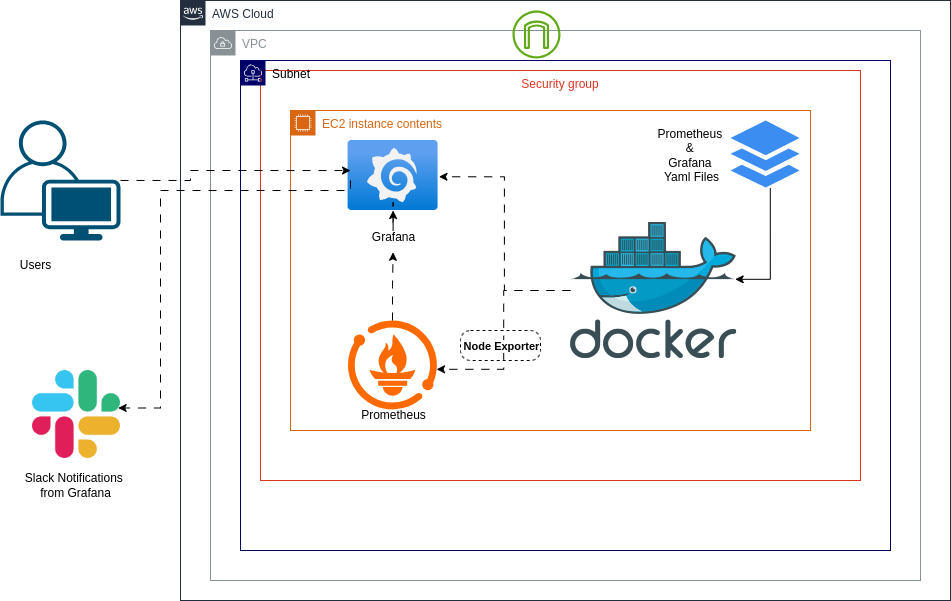 aws
AWS Cloud
VPC
Subnet
Security group
EC2 instance contents
Prometheus
&
Grafana
Yaml Files
Grafana
Users
docker
Node Exporter
Prometheus
Slack Notifications
from Grafana